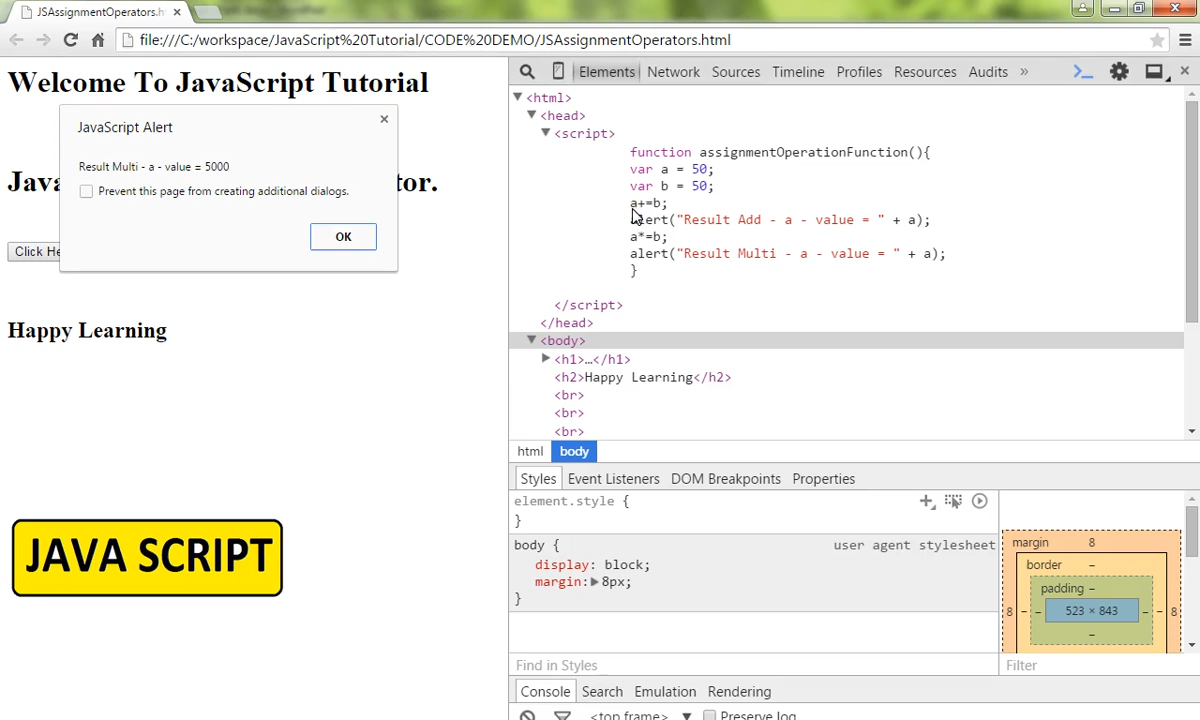 JSAssignmentOperators.h
file:///C:/workspace/JavaScript%20Tutorial/CODE%20DEMO/JSAssignmentOperators.html
Welcome To JavaScript Tutorial
JavaScript Alert
Result Multi - a - value = 5000
Prevent this page from creating additional dialogs.
OK
Java
tor.
Click He
Happy Learning
JAVA SCRIPT
Elements Network Sources Timeline Profiles Resources Audits »
<html>
<head>
<script>
function assignmentOperationFunction(){
var a = 50;
var b = 50;
a+=b;
alert("Result Add - a - value = " + a);
a*=b;
alert("Result Multi - a - value = " + a);
}
</script>
</head>
<body>
<h1>…</h1>
<h2>Happy Learning</h2>
<br>
<br>
<br>
html body
Styles Event Listeners DOM Breakpoints Properties
element.style {
}
body { user agent stylesheet
display: block;
margin: 8px;
}
margin 8
border –
padding –
8 – – 523 × 843 – – 8
–
Find in Styles
Filter
Console Search Emulation Rendering
<top frame> Preserve log